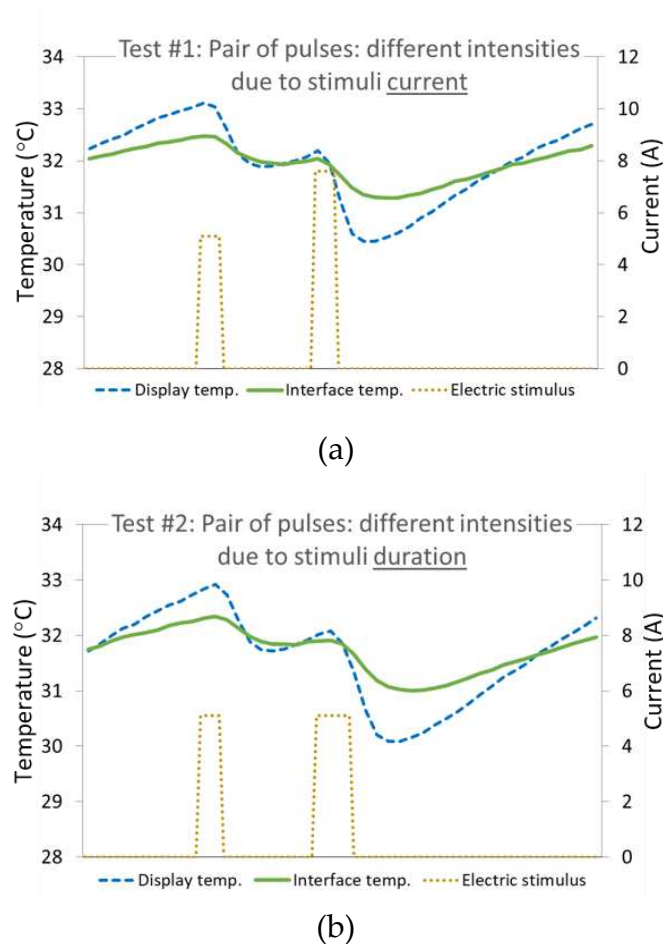 Test #1: Pair of pulses: different intensities
due to stimuli current
Temperature (°C)
34
33
32
31
30
29
28
12
10
8
6
4
2
0
Current (A)
Display temp. Interface temp. Electric stimulus
(a)
Test #2: Pair of pulses: different intensities
due to stimuli duration
Temperature (°C)
34
33
32
31
30
29
28
12
10
8
6
4
2
0
Current (A)
Display temp. Interface temp. Electric stimulus
(b)